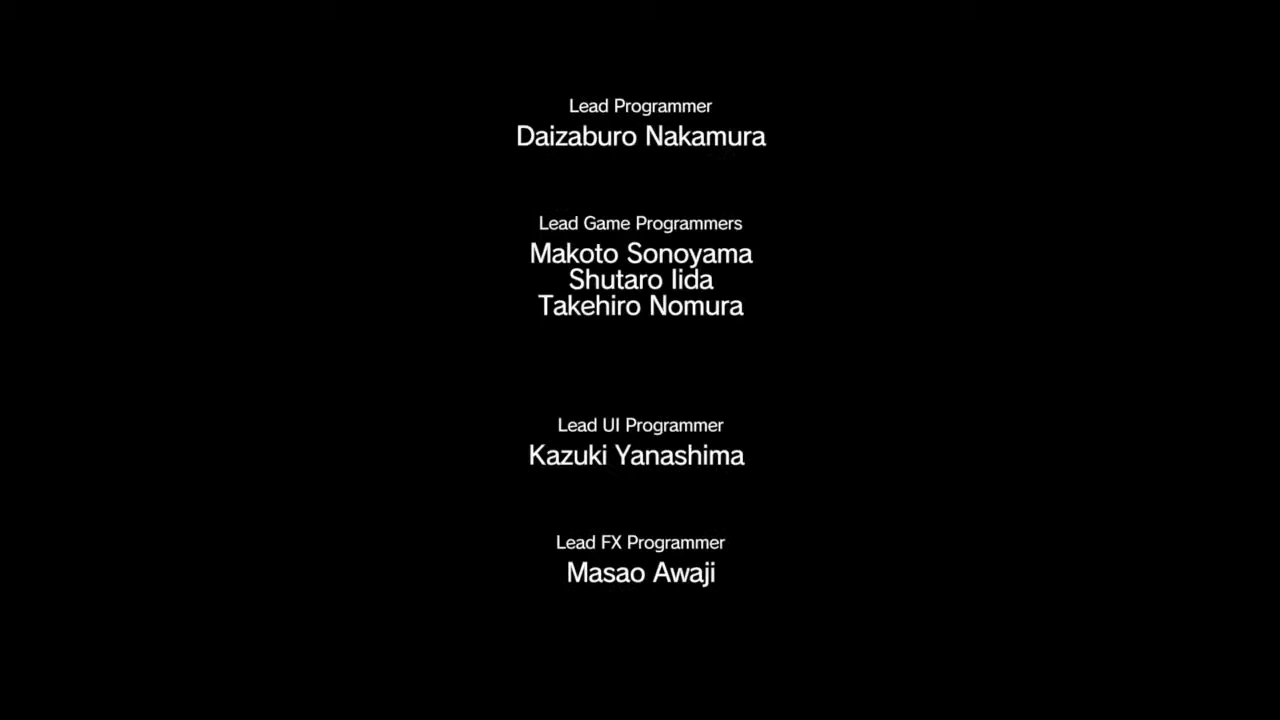 Lead Programmer
Daizaburo Nakamura
Lead Game Programmers
Makoto Sonoyama
Shutaro Iida
Takehiro Nomura
Lead UI Programmer
Kazuki Yanashima
Lead FX Programmer
Masao Awaji